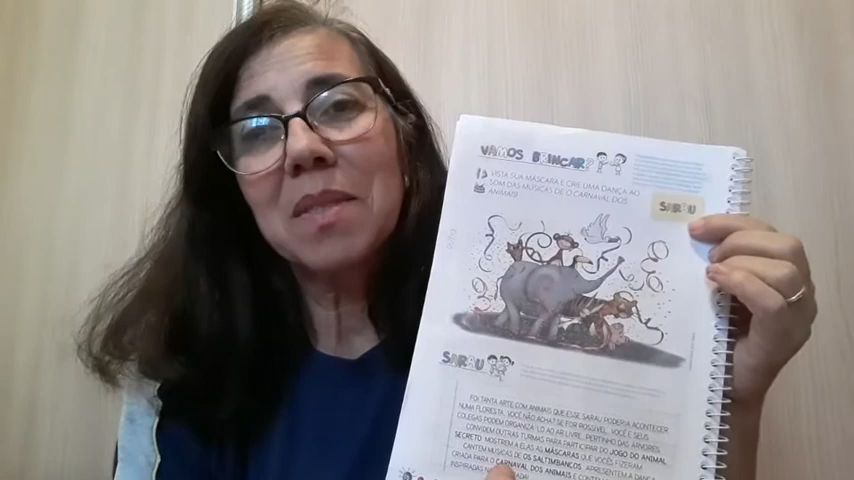 VAMOS BRINCAR?
VISTA SUA MÁSCARA E CRIE UMA DANÇA AO
SOM DAS MÚSICAS DE O CARNAVAL DOS
ANIMAIS!
SARAU
SARAU
FOI TANTA ARTE COM ANIMAIS QUE ESSE SARAU PODERIA ACONTECER
NUMA FLORESTA, VOCÊ NÃO ACHA? SE FOR POSSÍVEL, VOCÊ E SEUS
COLEGAS PODEM ORGANIZÁ-LO AO AR LIVRE, PERTINHO DAS ÁRVORES.
CONVIDEM OUTRAS TURMAS PARA PARTICIPAR DO JOGO DO ANIMAL
SECRETO, MOSTREM A ELAS AS MÁSCARAS QUE VOCÊS FIZERAM,
CANTEM MÚSICAS DE OS SALTIMBANCOS, APRESENTEM A DANÇA
CRIADA PARA O CARNAVAL DOS ANIMAIS E
INSPIRADAS